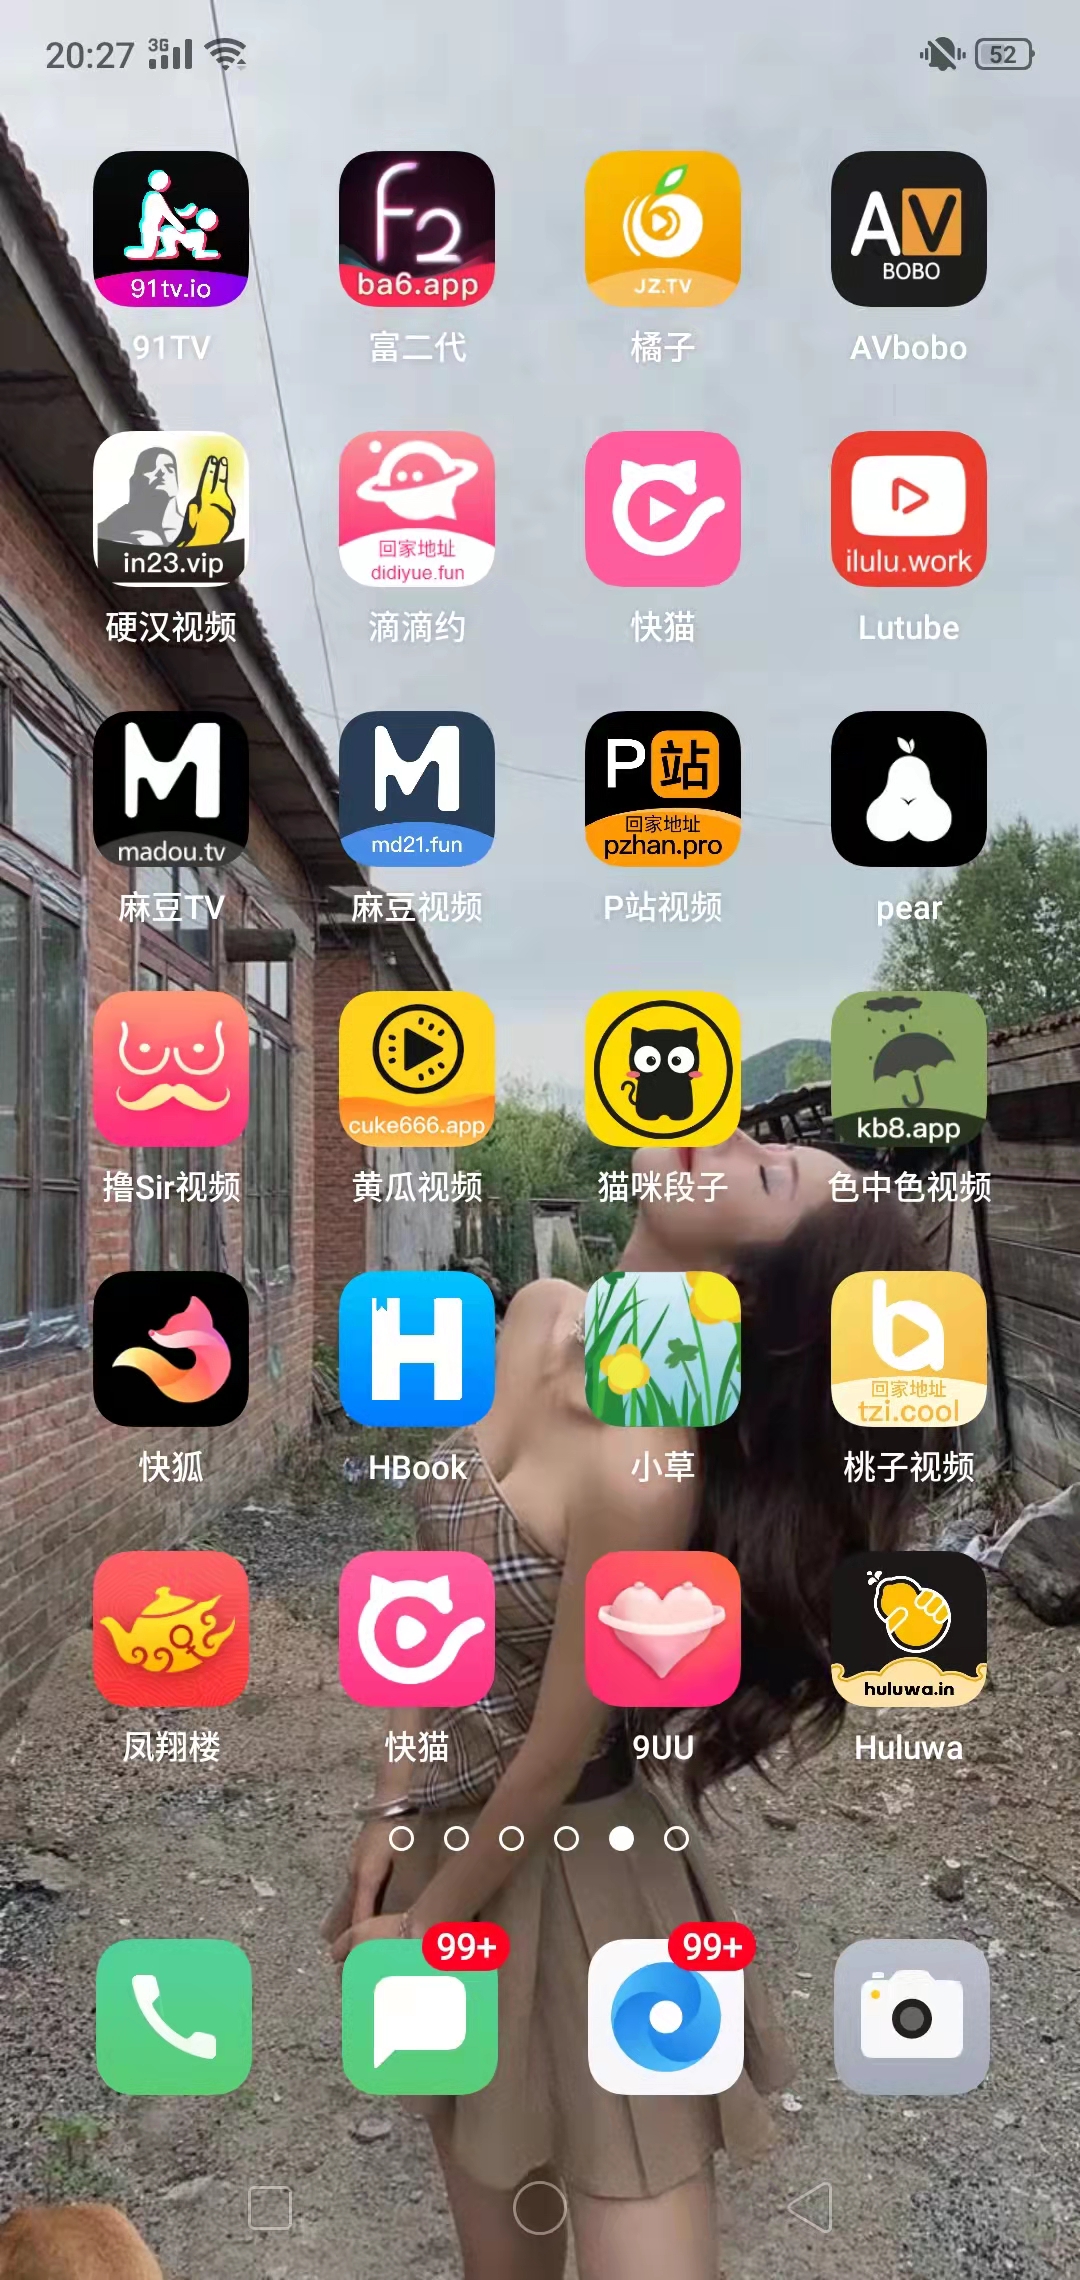 20:27 3G 52
91tv.io
ba6.app
JZ.TV
AV
BOBO
91TV 富二代 橘子 AVbobo
in23.vip
回家地址
didiyue.fun
ilulu.work
硬汉视频 滴滴约 快猫 Lutube
M
madou.tv
M
md21.fun
P站
回家地址
pzhan.pro
麻豆TV 麻豆视频 P站视频 pear
cuke666.app
kb8.app
撸Sir视频 黄瓜视频 猫咪段子 色中色视频
H
回家地址
tzi.cool
快狐 HBook 小草 桃子视频
huluwa.in
凤翔楼 快猫 9UU Huluwa
99+ 99+